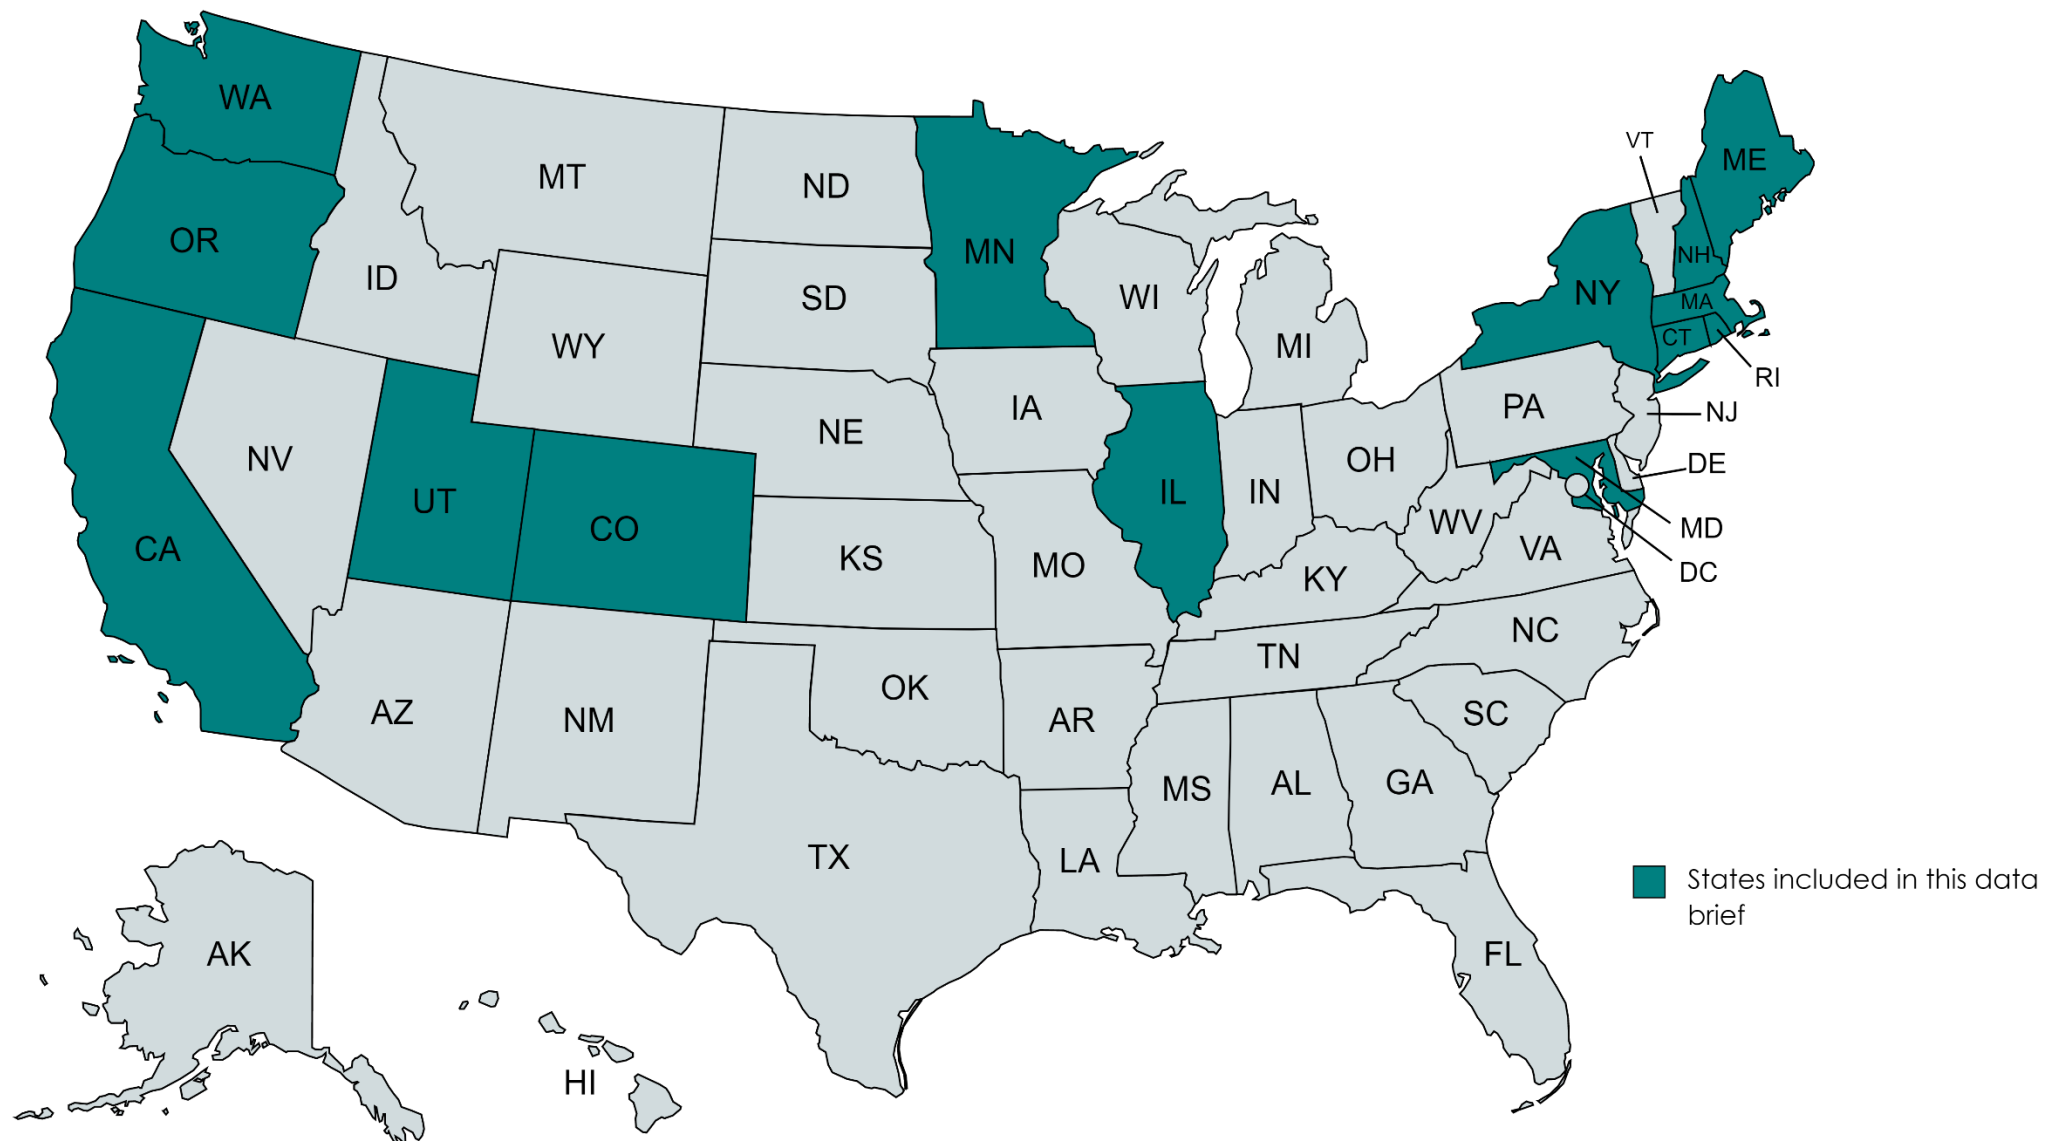 WA
OR
CA
ID
NV
MT
WY
UT
CO
AZ
NM
ND
SD
NE
KS
OK
TX
MN
IA
MO
AR
LA
WI
IL
MI
IN
OH
KY
TN
MS
AL
GA
FL
SC
NC
VA
WV
PA
NY
VT
NH
ME
MA
CT
RI
NJ
DE
MD
DC
AK
HI
States included in this data
brief